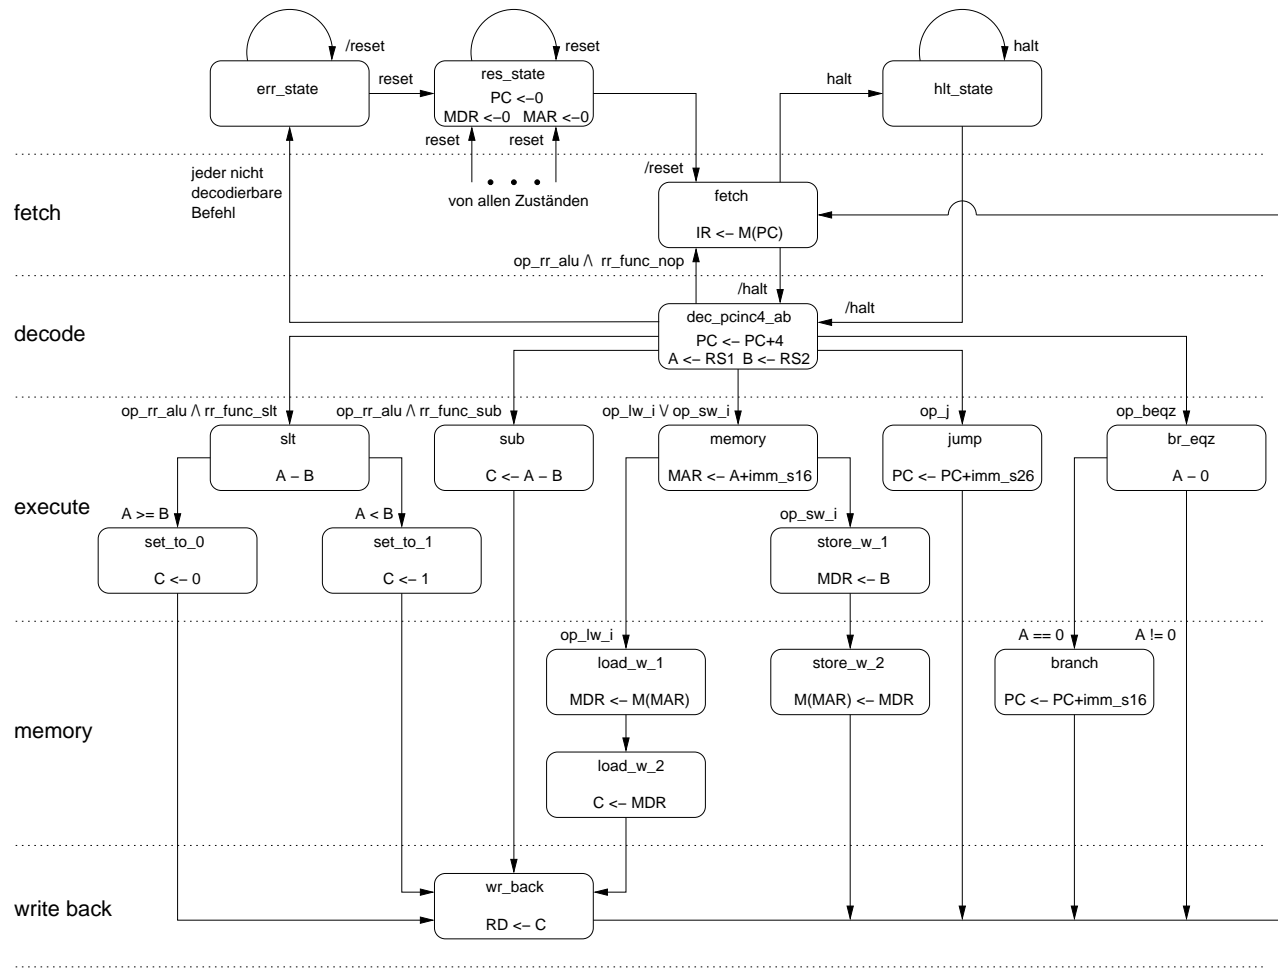 /reset
reset
halt
err_state
reset
res_state
PC <–0
MDR <–0 MAR <–0
halt
hlt_state
reset
reset
jeder nicht
decodierbare
Befehl
/reset
von allen Zuständen
fetch
fetch
IR <– M(PC)
op_rr_alu /\ rr_func_nop
/halt
/halt
decode
dec_pcinc4_ab
PC <– PC+4
A <– RS1 B <– RS2
op_rr_alu /\ rr_func_slt
op_rr_alu /\ rr_func_sub
op_lw_i \/ op_sw_i
op_j
op_beqz
slt
A – B
sub
C <– A – B
memory
MAR <– A+imm_s16
jump
PC <– PC+imm_s26
br_eqz
A – 0
execute
A >= B
A < B
op_sw_i
set_to_0
C <– 0
set_to_1
C <– 1
store_w_1
MDR <– B
op_lw_i
A == 0
A != 0
load_w_1
MDR <– M(MAR)
store_w_2
M(MAR) <– MDR
branch
PC <– PC+imm_s16
memory
load_w_2
C <– MDR
write back
wr_back
RD <– C